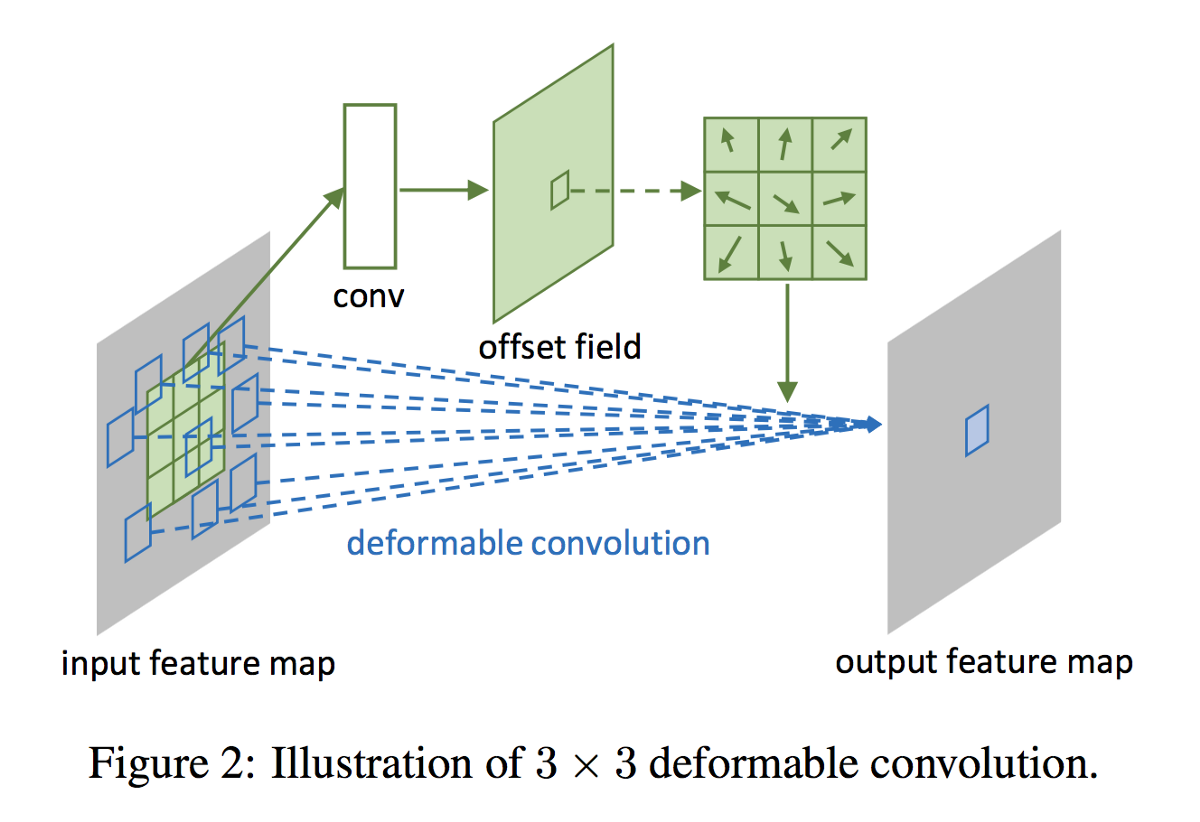 conv
offset field
deformable convolution
input feature map
output feature map
Figure 2: Illustration of 3 × 3 deformable convolution.